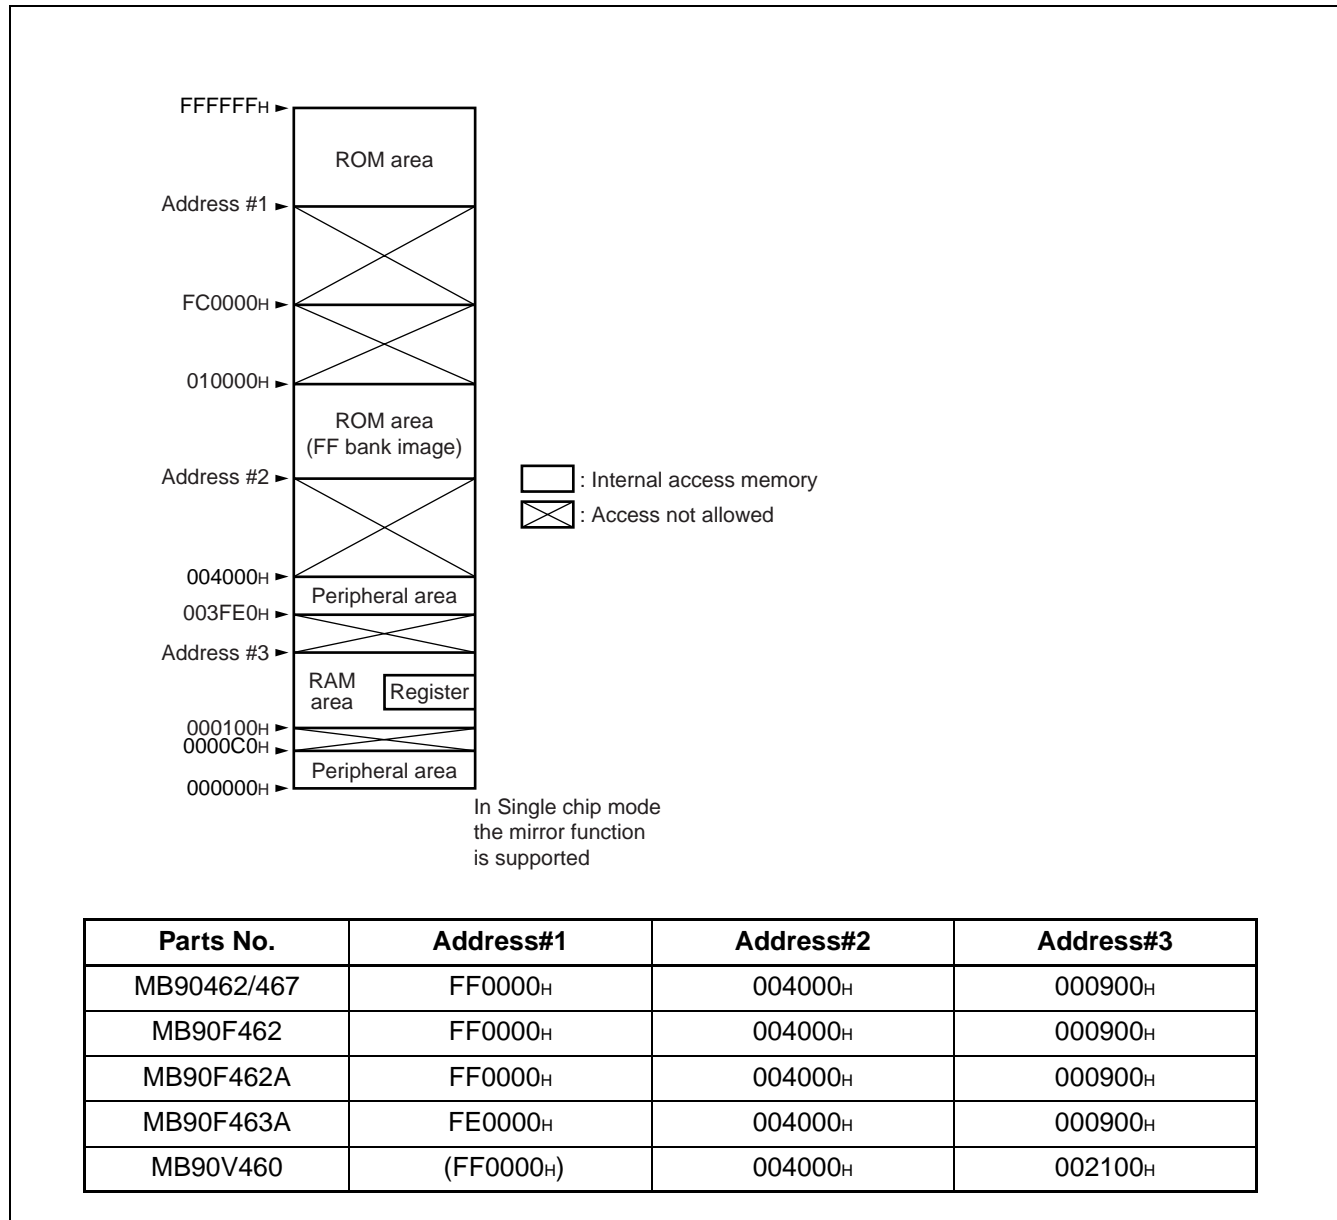 FFFFFFH
ROM area
Address #1
FC0000H
010000H
ROM area
(FF bank image)
Address #2
: Internal access memory
: Access not allowed
004000H
Peripheral area
003FE0H
Address #3
RAM
area
Register
000100H
0000C0H
Peripheral area
000000H
In Single chip mode
the mirror function
is supported
Parts No. Address#1 Address#2 Address#3
MB90462/467 FF0000H 004000H 000900H
MB90F462 FF0000H 004000H 000900H
MB90F462A FF0000H 004000H 000900H
MB90F463A FE0000H 004000H 000900H
MB90V460 (FF0000H) 004000H 002100H